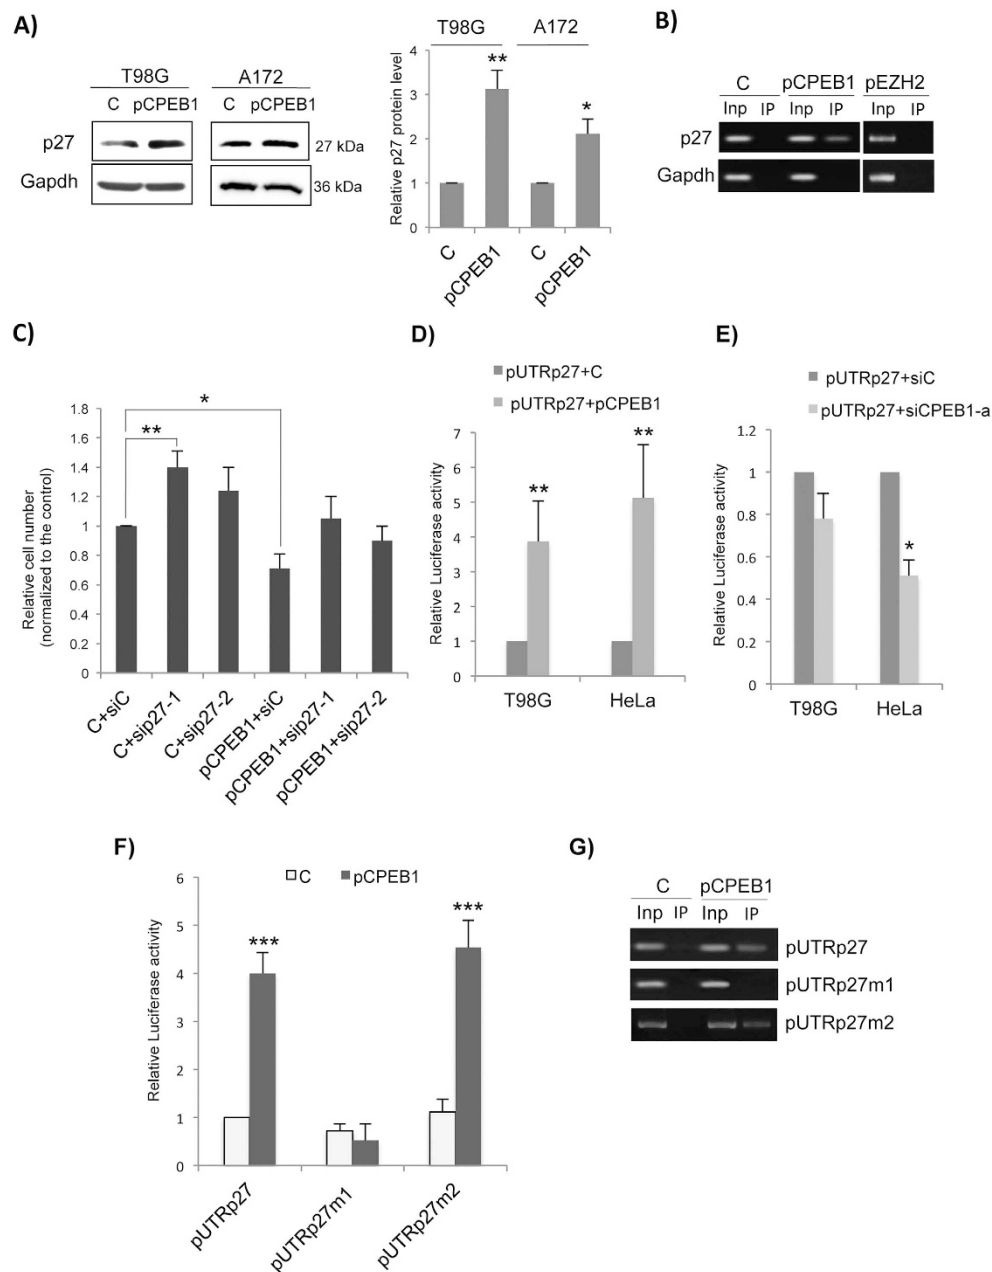 A)
T98G A172
C pCPEB1 C pCPEB1
p27 27 kDa
Gapdh 36 kDa
T98G A172
Relative p27 protein level
4
3
2
1
0
** *
C pCPEB1 C pCPEB1
B)
C pCPEB1 pEZH2
Inp IP Inp IP Inp IP
p27
Gapdh
C)
Relative cell number
(normalized to the control)
1.8
1.6
1.4
1.2
1
0.8
0.6
0.4
0.2
0
*
**
C+siC C+sip27-1 C+sip27-2 pCPEB1+siC pCPEB1+sip27-1 pCPEB1+sip27-2
D)
pUTRp27+C
pUTRp27+pCPEB1
Relative Luciferase activity
7
6
5
4
3
2
1
0
** **
T98G HeLa
E)
pUTRp27+siC
pUTRp27+siCPEB1-a
Relative Luciferase activity
1.2
1
0.8
0.6
0.4
0.2
0
*
T98G HeLa
F)
C pCPEB1
Relative Luciferase activity
6
5
4
3
2
1
0
*** ***
pUTRp27 pUTRp27m1 pUTRp27m2
G)
C pCPEB1
Inp IP Inp IP
pUTRp27
pUTRp27m1
pUTRp27m2